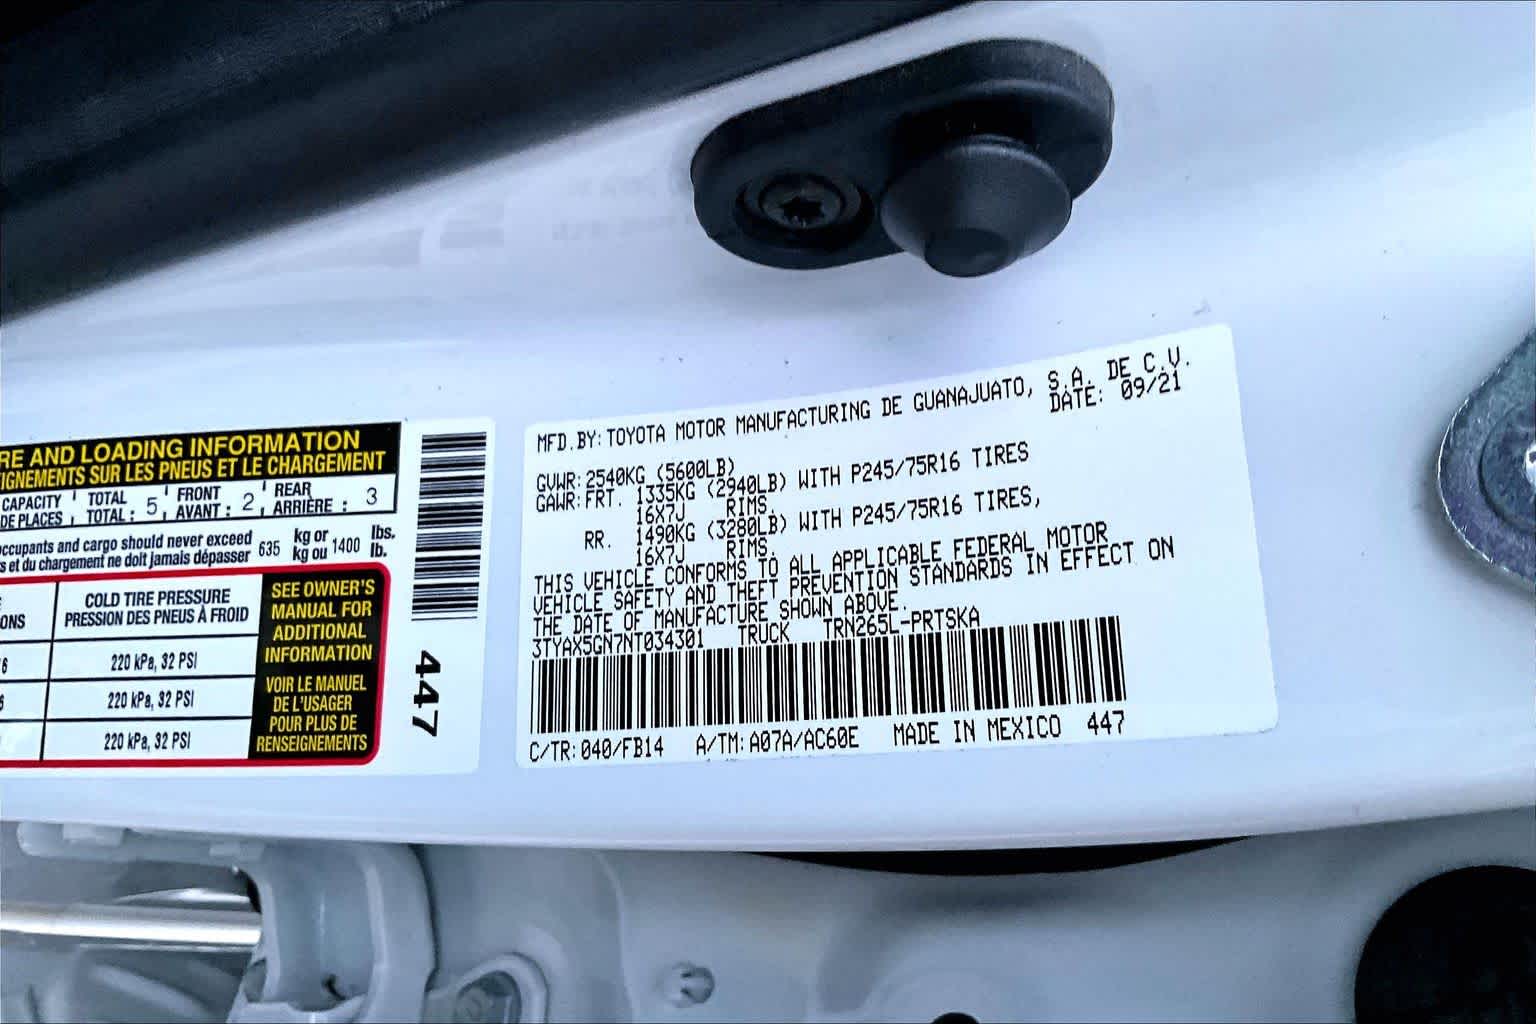 RE AND LOADING INFORMATION
IGNEMENTS SUR LES PNEUS ET LE CHARGEMENT
CAPACITY TOTAL FRONT REAR
DE PLACES TOTAL : 5 AVANT : 2 ARRIÈRE : 3
occupants and cargo should never exceed 635 kg or 1400 lbs.
s et du chargement ne doit jamais dépasser kg ou lb.
ONS
COLD TIRE PRESSURE
PRESSION DES PNEUS À FROID
6 220 kPa, 32 PSI
6 220 kPa, 32 PSI
220 kPa, 32 PSI
SEE OWNER'S
MANUAL FOR
ADDITIONAL
INFORMATION
VOIR LE MANUEL
DE L'USAGER
POUR PLUS DE
RENSEIGNEMENTS
447
MFD.BY: TOYOTA MOTOR MANUFACTURING DE GUANAJUATO, S.A. DE C.V.
DATE: 09/21
GVWR: 2540KG (5600LB)
GAWR: FRT. 1335KG (2940LB) WITH P245/75R16 TIRES
16X7J RIMS.
RR. 1490KG (3280LB) WITH P245/75R16 TIRES,
16X7J RIMS.
THIS VEHICLE CONFORMS TO ALL APPLICABLE FEDERAL MOTOR
VEHICLE SAFETY AND THEFT PREVENTION STANDARDS IN EFFECT ON
THE DATE OF MANUFACTURE SHOWN ABOVE.
3TYAX5GN7NT034301 TRUCK TRN265L-PRTSKA
C/TR: 040/FB14 A/TM: A07A/AC60E MADE IN MEXICO 447